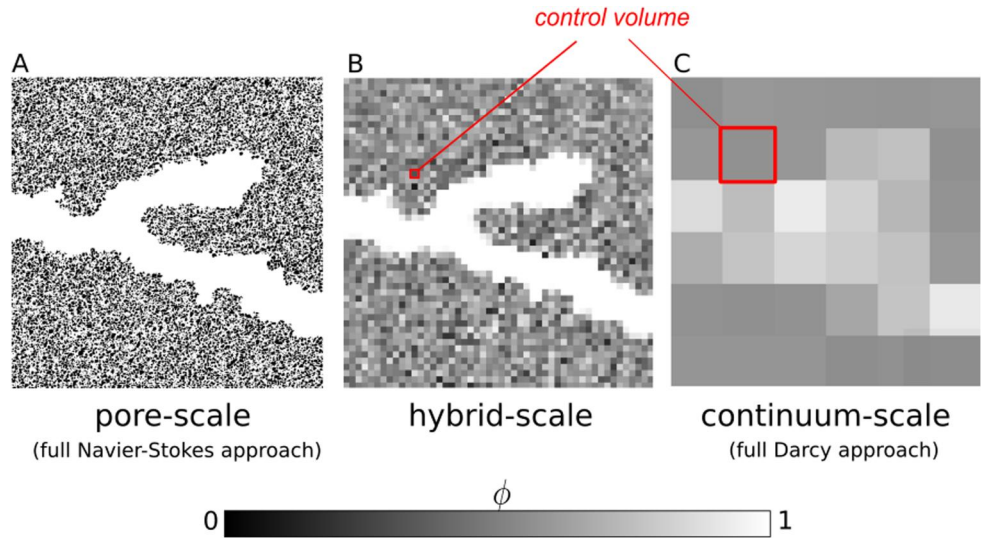 control volume
A
B
C
pore-scale
(full Navier-Stokes approach)
hybrid-scale
continuum-scale
(full Darcy approach)
ϕ
0
1